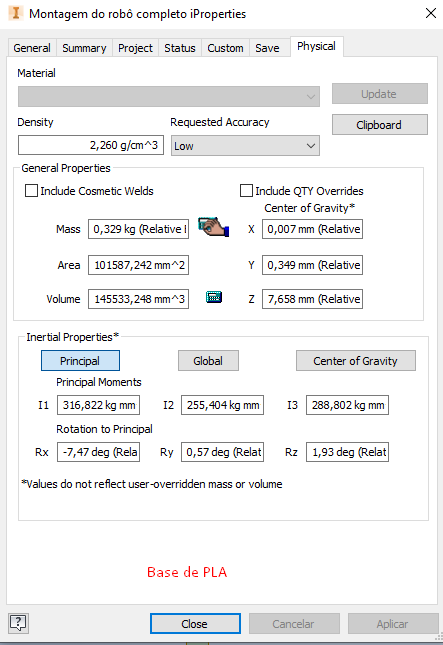 Montagem do robô completo iProperties
General Summary Project Status Custom Save Physical
Material
Update
Density Requested Accuracy Clipboard
2,260 g/cm^3 Low
General Properties
Include Cosmetic Welds Include QTY Overrides
Center of Gravity*
Mass 0,329 kg (Relative X 0,007 mm (Relative
Area 101587,242 mm^2 Y 0,349 mm (Relative
Volume 145533,248 mm^3 Z 7,658 mm (Relative
Inertial Properties*
Principal Global Center of Gravity
Principal Moments
I1 316,822 kg mm I2 255,404 kg mm I3 288,802 kg mm
Rotation to Principal
Rx -7,47 deg (Rela Ry 0,57 deg (Relat Rz 1,93 deg (Relat
*Values do not reflect user-overridden mass or volume
Base de PLA
? Close Cancelar Aplicar